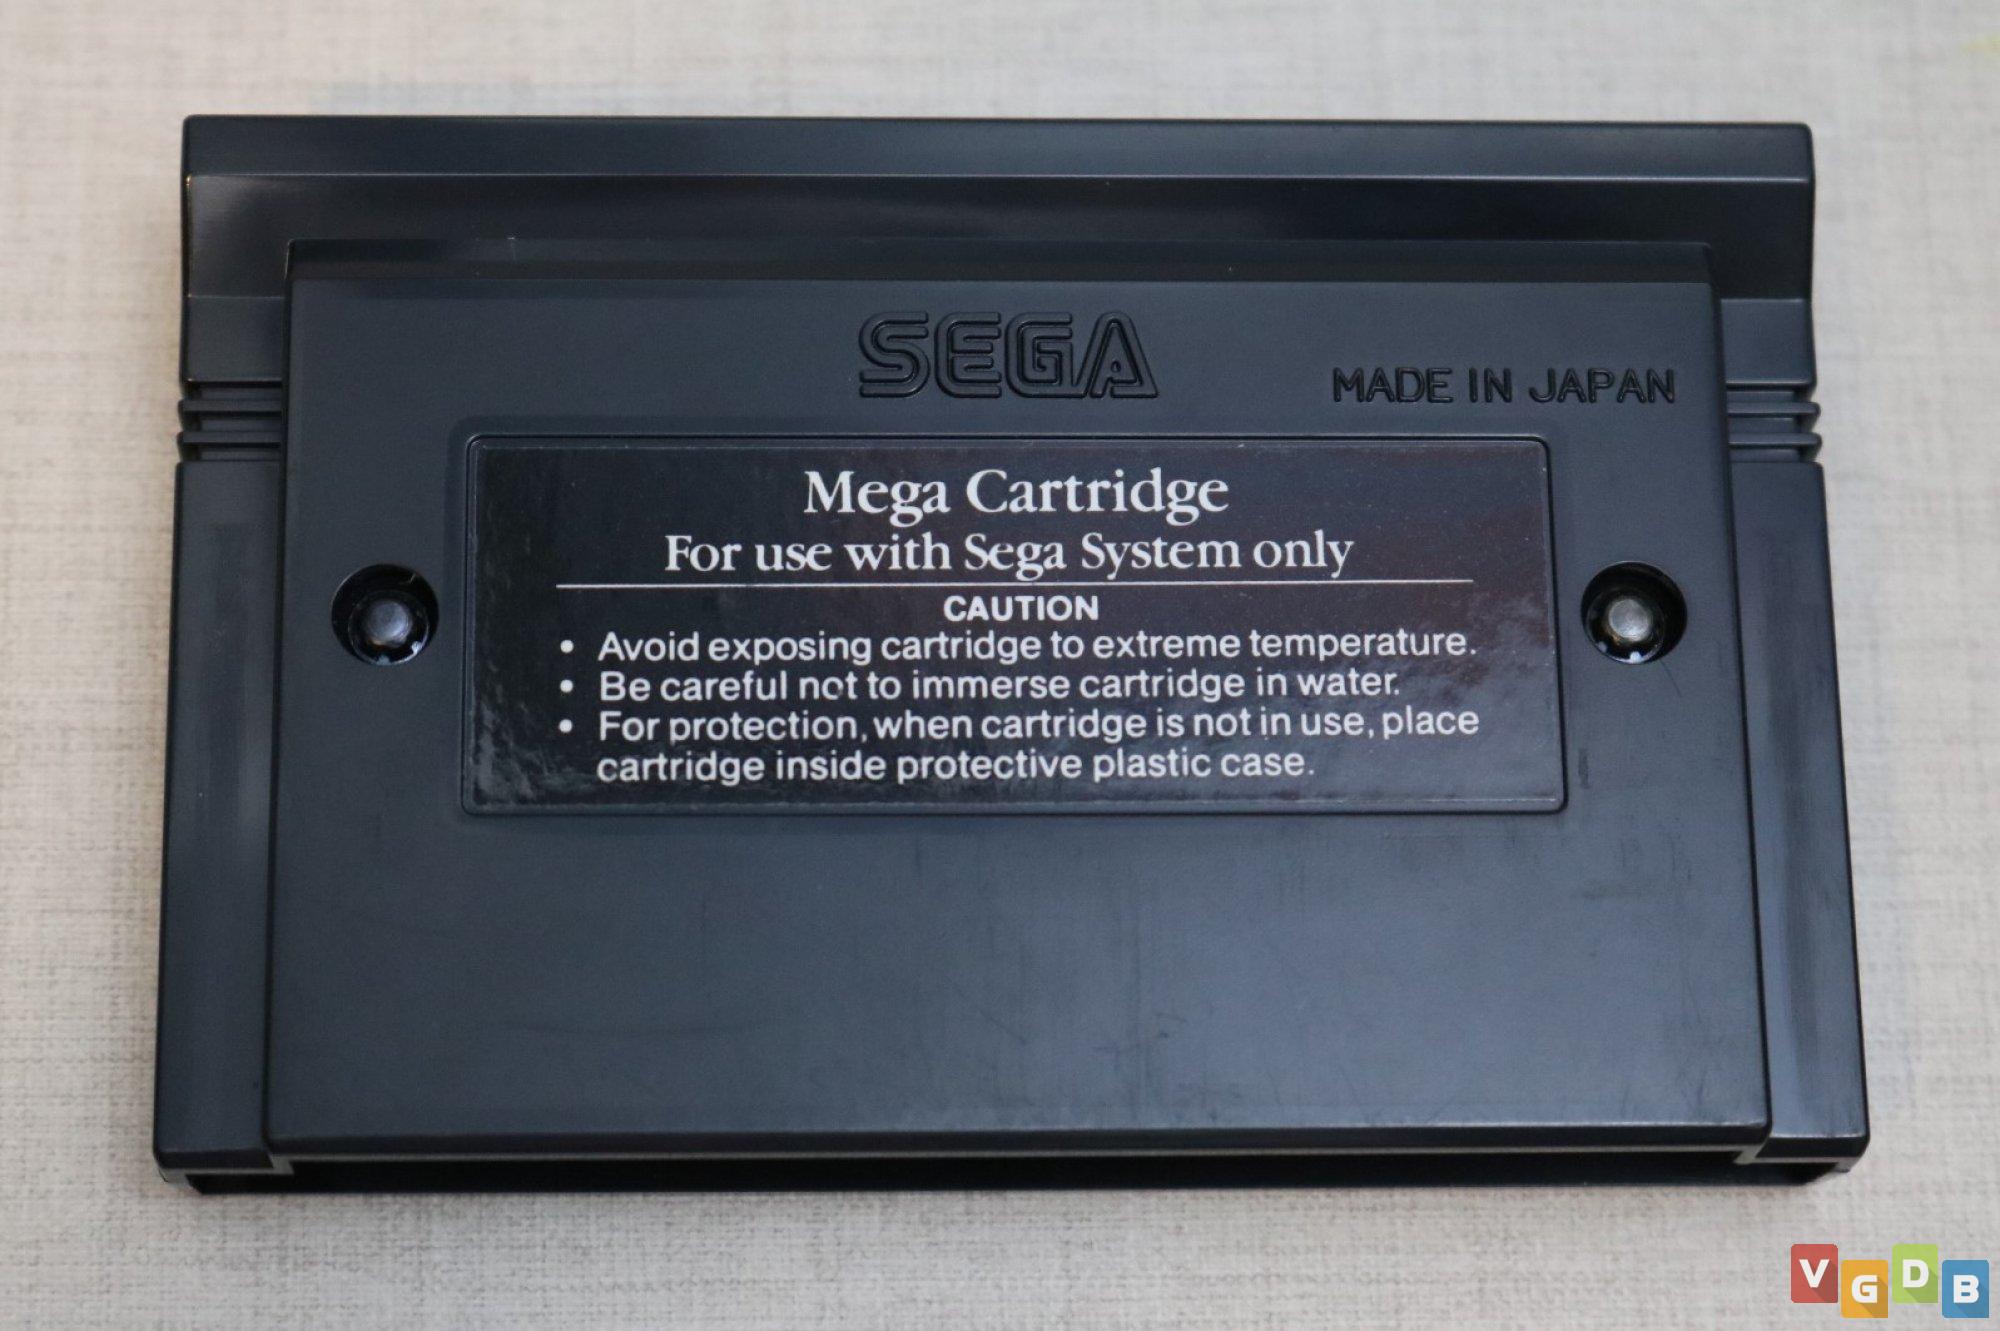 SEGA
MADE IN JAPAN
Mega Cartridge
For use with Sega System only
CAUTION
• Avoid exposing cartridge to extreme temperature.
• Be careful not to immerse cartridge in water.
• For protection, when cartridge is not in use, place
cartridge inside protective plastic case.
VGDB